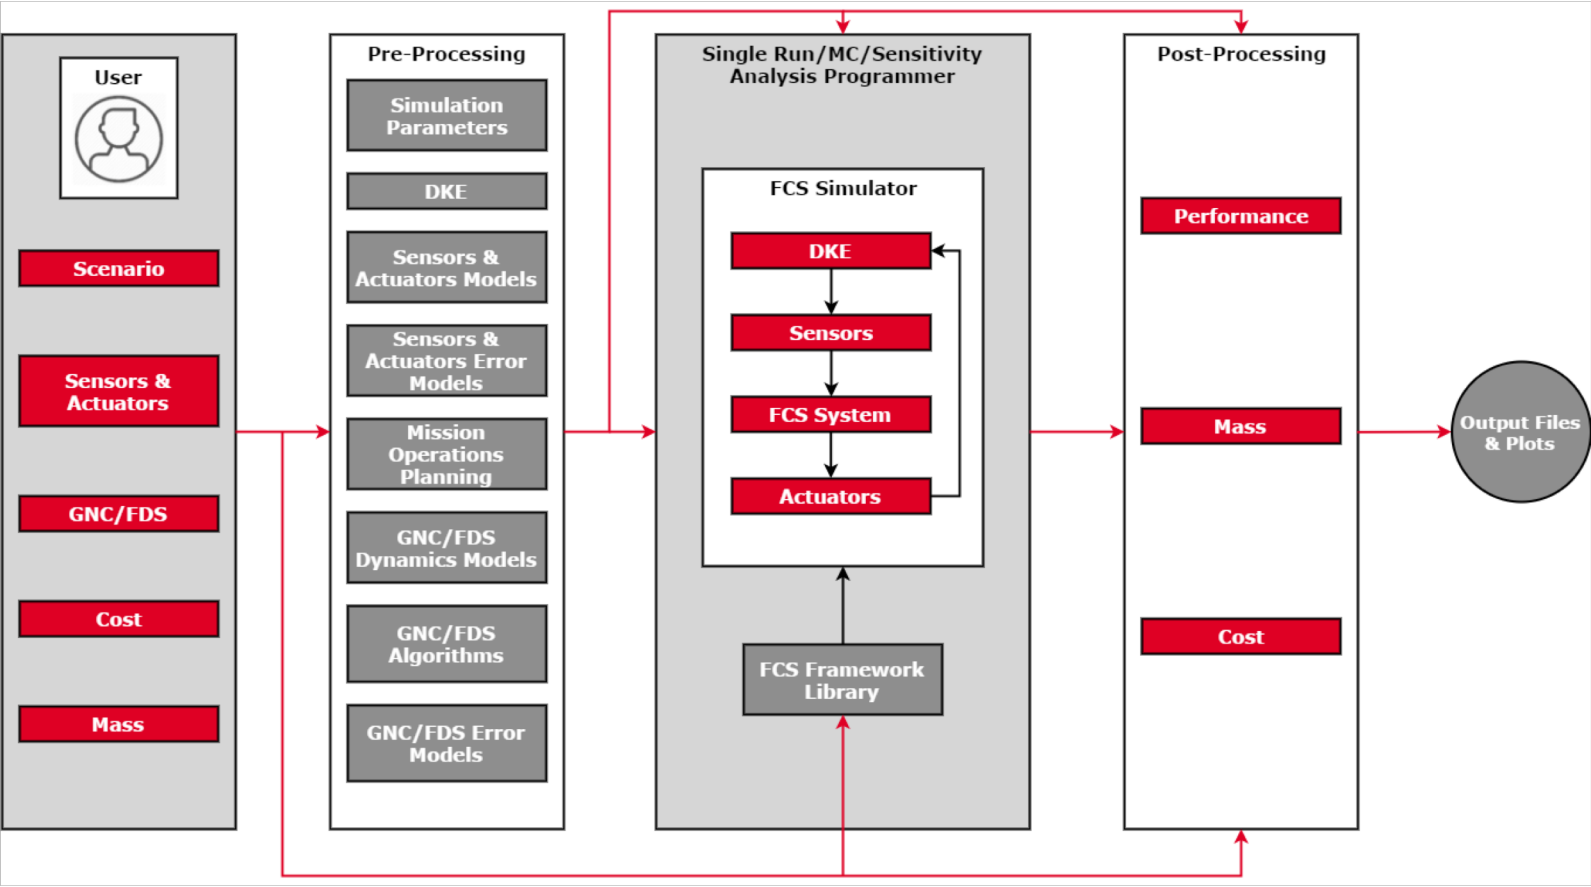 User
Scenario
Sensors &
Actuators
GNC/FDS
Cost
Mass
Pre-Processing
Simulation
Parameters
DKE
Sensors &
Actuators Models
Sensors &
Actuators Error
Models
Mission
Operations
Planning
GNC/FDS
Dynamics Models
GNC/FDS
Algorithms
GNC/FDS Error
Models
Single Run/MC/Sensitivity
Analysis Programmer
FCS Simulator
DKE
Sensors
FCS System
Actuators
FCS Framework
Library
Post-Processing
Performance
Mass
Cost
Output Files
& Plots